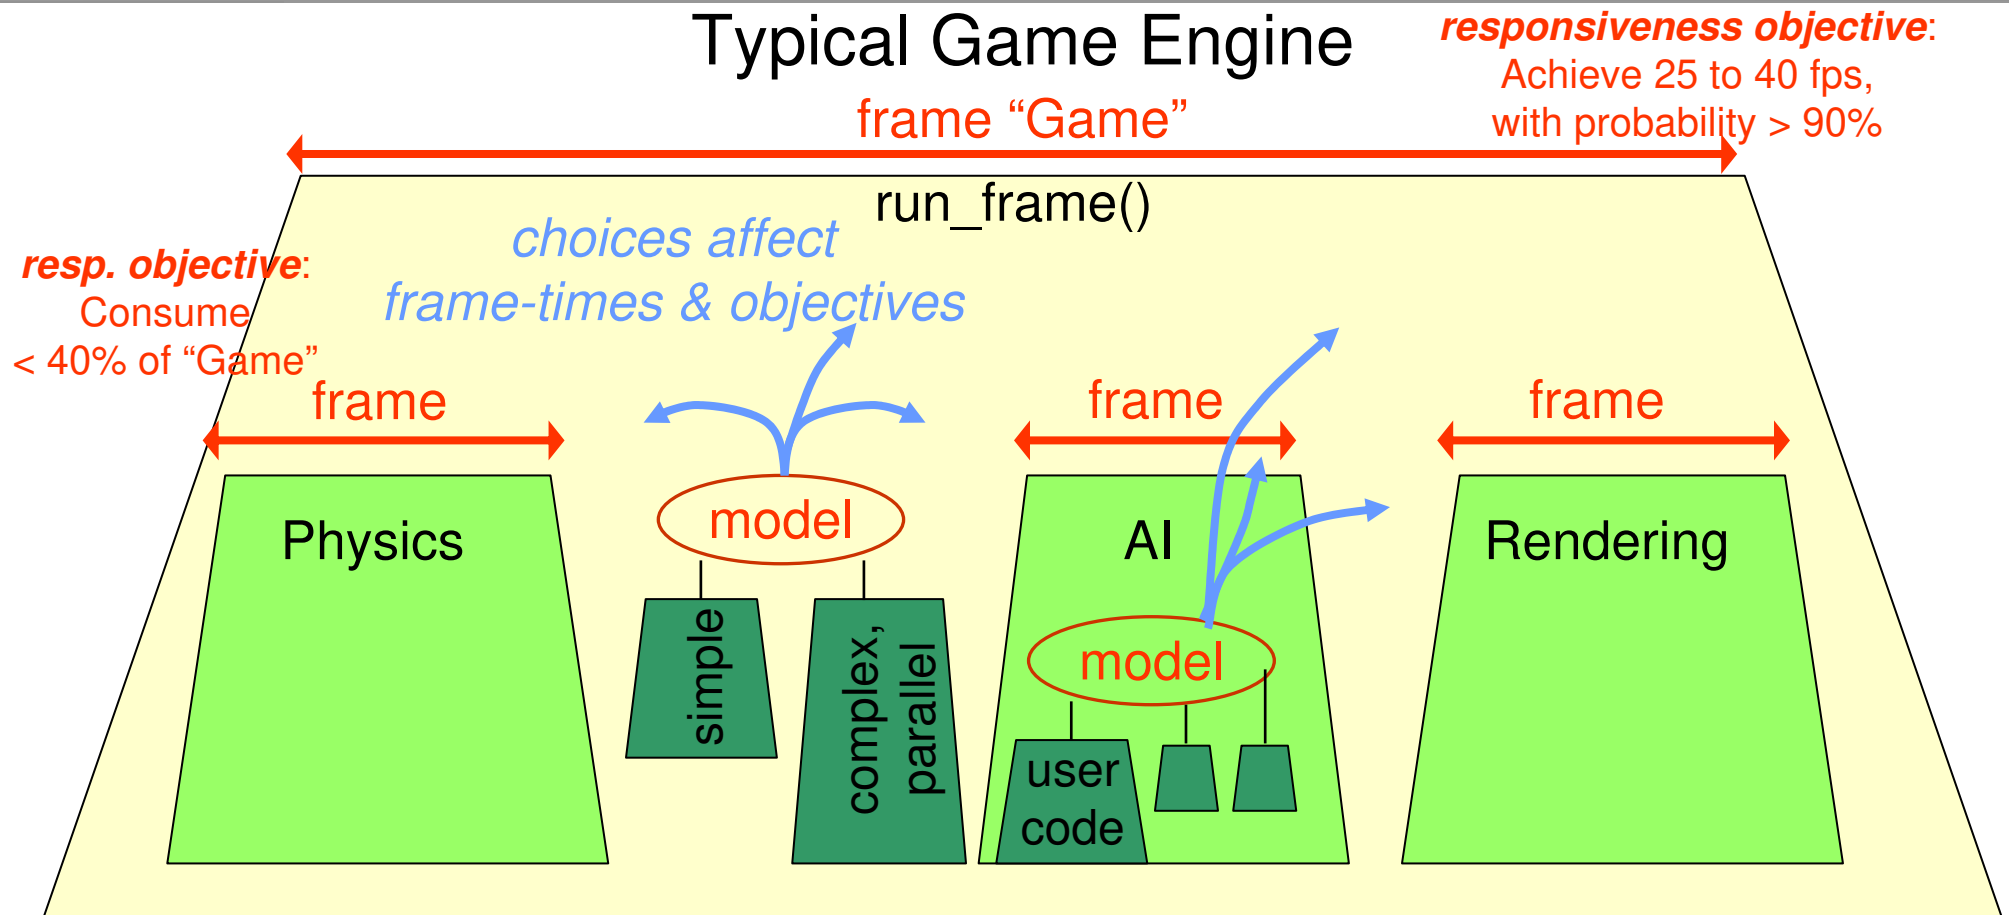 Typical Game Engine
responsiveness objective:
Achieve 25 to 40 fps,
with probability > 90%
frame “Game”
run_frame()
choices affect
frame-times & objectives
resp. objective:
Consume
< 40% of “Game”
frame
frame
frame
Physics
model
simple
complex,
parallel
AI
model
user
code
Rendering